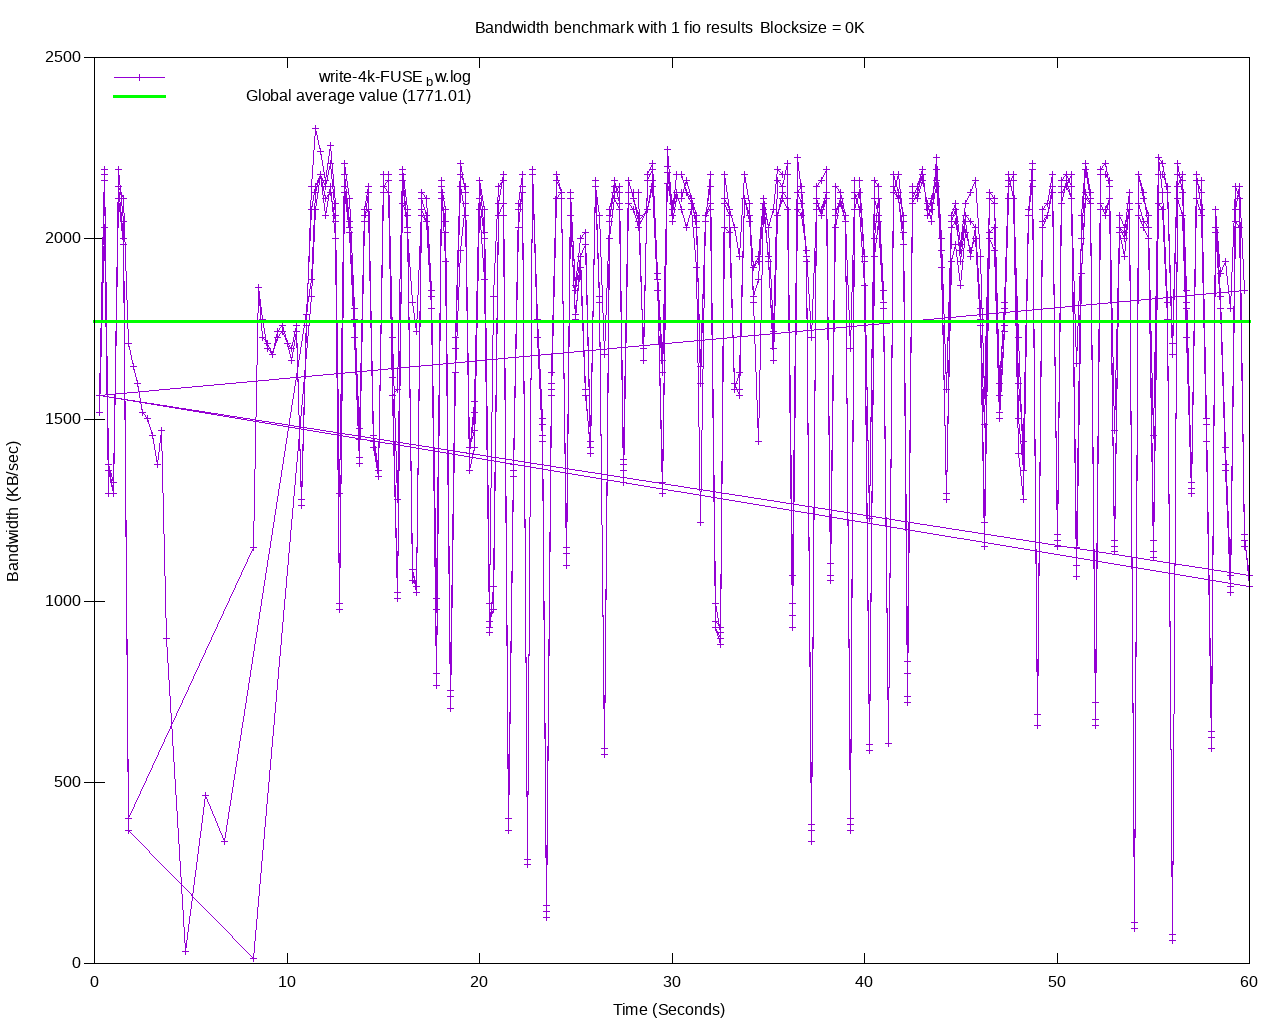 Bandwidth benchmark with 1 fio results Blocksize = 0K
write-4k-FUSE_bw.log
Global average value (1771.01)
2500
2000
1500
1000
500
0
Bandwidth (KB/sec)
0 10 20 30 40 50 60
Time (Seconds)